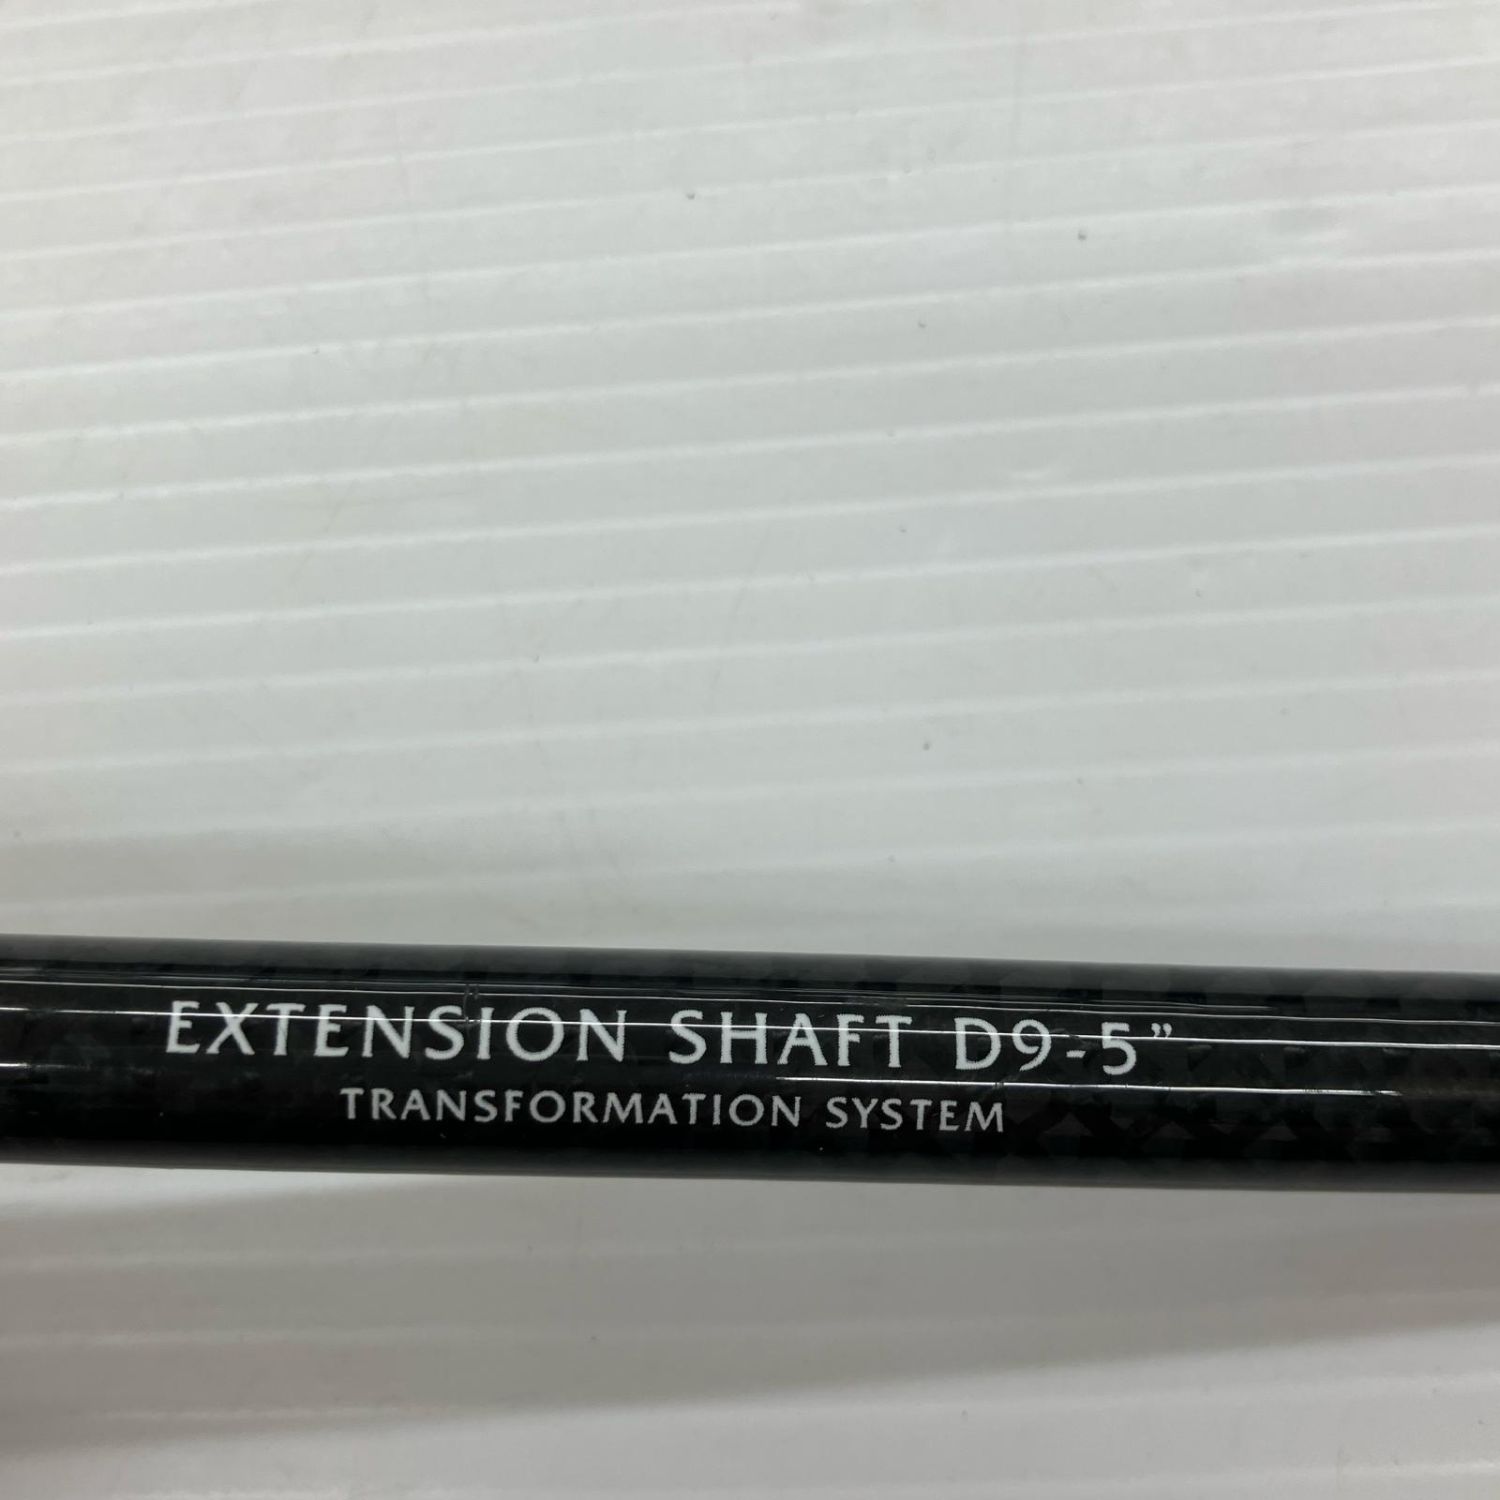 EXTENSION SHAFT D9-5”
TRANSFORMATION SYSTEM